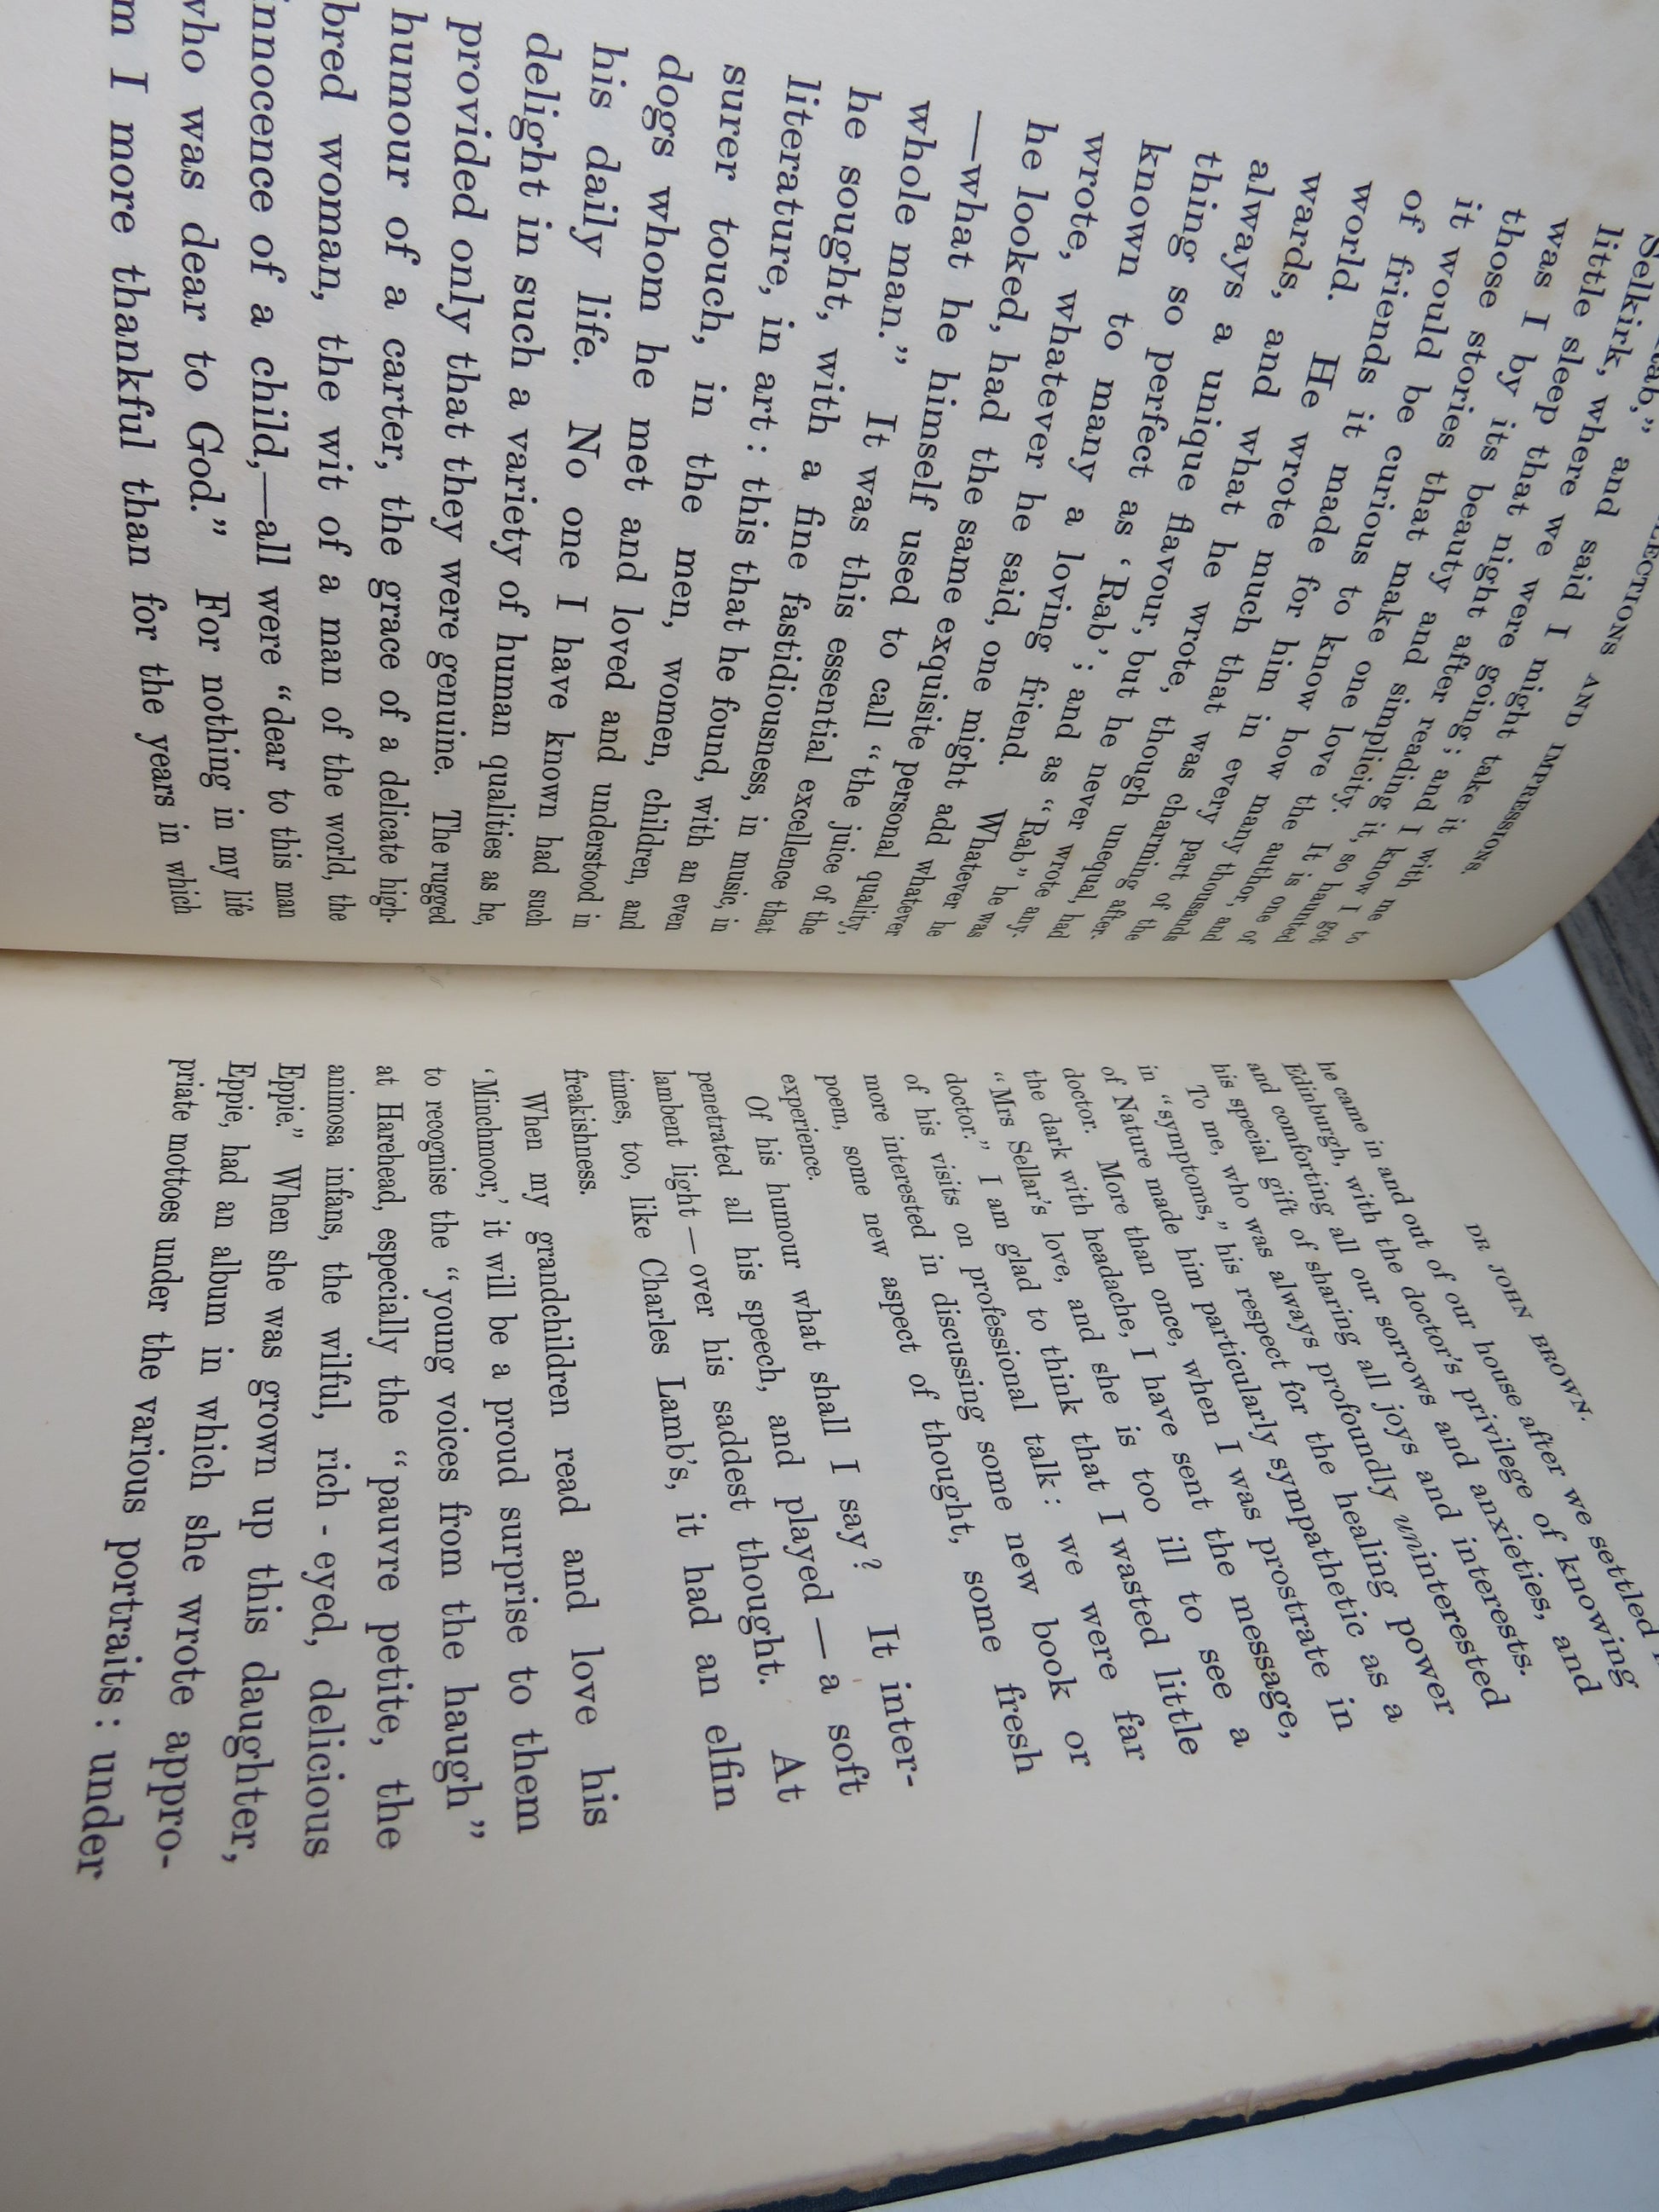 RECOLLECTIONS AND IMPRESSIONS.
Rab," and said I might take it with me to
Selkirk, where we were going; and I know I got
little sleep that night after reading it, so haunted
was I by its beauty and simplicity. It is one of
those stories that make one love the author, and
it would be curious to know how many thousands
of friends it made for him in every part of the
world. He wrote much that was charming after-
wards, and what he wrote, though unequal, had
always a unique flavour, but he never wrote any-
thing so perfect as 'Rab'; and as "Rab" he was
known to many a loving friend. Whatever he
wrote, whatever he said, one might add whatever
he looked, had the same exquisite personal quality,
—what he himself used to call "the juice of the
whole man." It was this essential excellence that
he sought, with a fine fastidiousness, in music, in
literature, in art: this that he found, with an even
surer touch, in the men, women, children, and
dogs whom he met and loved and understood in
his daily life. No one I have known had such
delight in such a variety of human qualities as he,
provided only that they were genuine. The rugged
humour of a carter, the grace of a delicate high-
bred woman, the wit of a man of the world, the
innocence of a child,—all were "dear to this man
who was dear to God." For nothing in my life
am I more thankful than for the years in which
DR JOHN BROWN.
he came in and out of our house after we settled in
Edinburgh, with the doctor's privilege of knowing
and comforting all our sorrows and anxieties, and
his special gift of sharing all joys and interests.
To me, who was always profoundly uninterested
in "symptoms," his respect for the healing power
of Nature made him particularly sympathetic as a
doctor. More than once, when I was prostrate in
the dark with headache, I have sent the message,
"Mrs Sellar's love, and she is too ill to see a
doctor." I am glad to think that I wasted little
of his visits on professional talk: we were far
more interested in discussing some new book or
poem, some new aspect of thought, some fresh
experience.
Of his humour what shall I say? It inter-
penetrated all his speech, and played — a soft
lambent light — over his saddest thought. At
times, too, like Charles Lamb's, it had an elfin
freakishness.
When my grandchildren read and love his
'Minchmoor,' it will be a proud surprise to them
to recognise the "young voices from the haugh"
at Harehead, especially the "pauvre petite, the
animosa infans, the wilful, rich-eyed, delicious
Eppie." When she was grown up this daughter,
Eppie, had an album in which she wrote appro-
priate mottoes under the various portraits: under